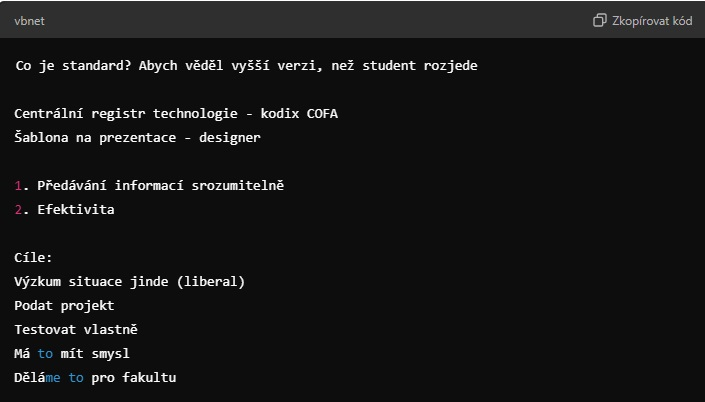 vbnet
Zkopírovat kód
Co je standard? Abych věděl vyšší verzi, než student rozjede
Centrální registr technologie - kodix COFA
Šablona na prezentace - designer
1. Předávání informací srozumitelně
2. Efektivita
Cíle:
Výzkum situace jinde (liberal)
Podat projekt
Testovat vlastně
Má to mít smysl
Děláme to pro fakultu